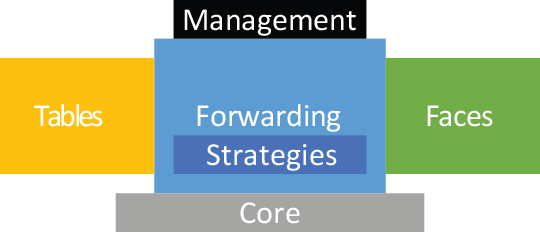 Management
Tables
Forwarding
Faces
Strategies
Core